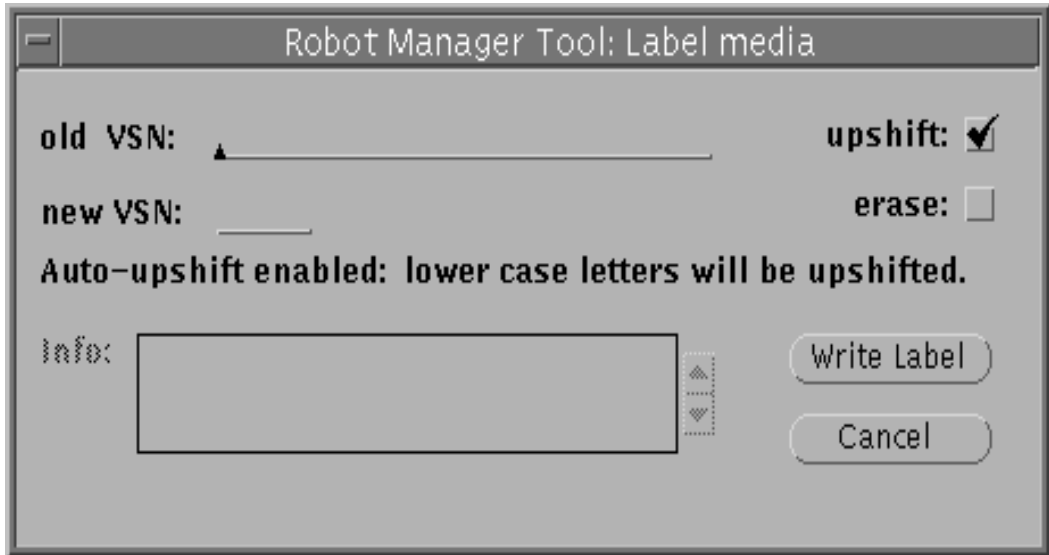 Robot Manager Tool: Label media
old VSN: upshift:
new VSN: erase:
Auto-upshift enabled: lower case letters will be upshifted.
Info: Write Label
Cancel